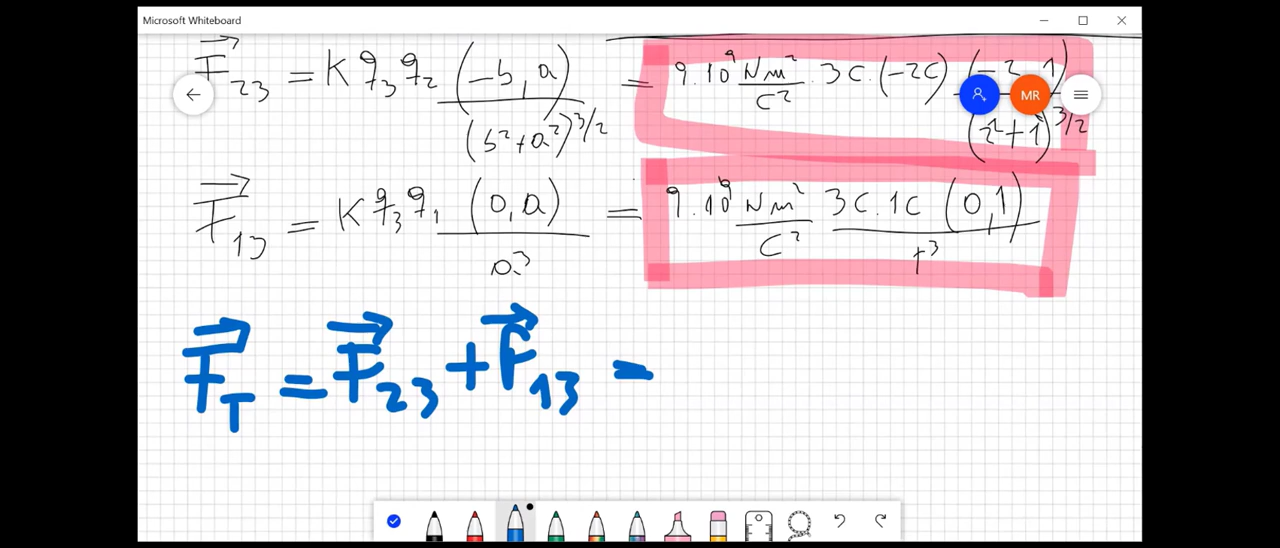 Microsoft Whiteboard
F⃗₂₃ = K q₃ q₂ (-b, a) / (b² + a²)^3/2 = 9.10⁹ Nm²/C² . 3C . (-2C) (-2, 1) / (2² + 1)^3/2
MR
F⃗₁₃ = K q₃ q₁ (0, a) / a³ = 9.10⁹ Nm²/C² 3C . 1C (0, 1) / 1³
F⃗_T = F⃗₂₃ + F⃗₁₃ =